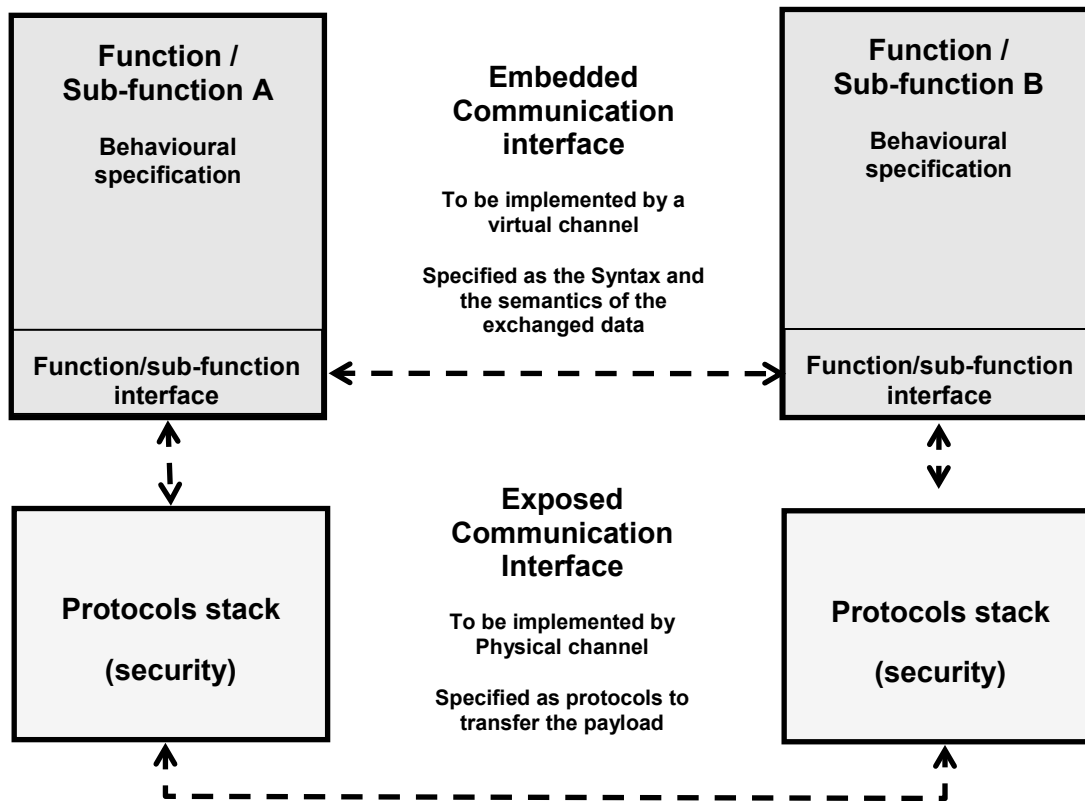 Function /
Sub-function A
Behavioural
specification
Function/sub-function
interface
Embedded
Communication
interface
To be implemented by a
virtual channel
Specified as the Syntax and
the semantics of the
exchanged data
Function /
Sub-function B
Behavioural
specification
Function/sub-function
interface
Protocols stack
(security)
Exposed
Communication
Interface
To be implemented by
Physical channel
Specified as protocols to
transfer the payload
Protocols stack
(security)